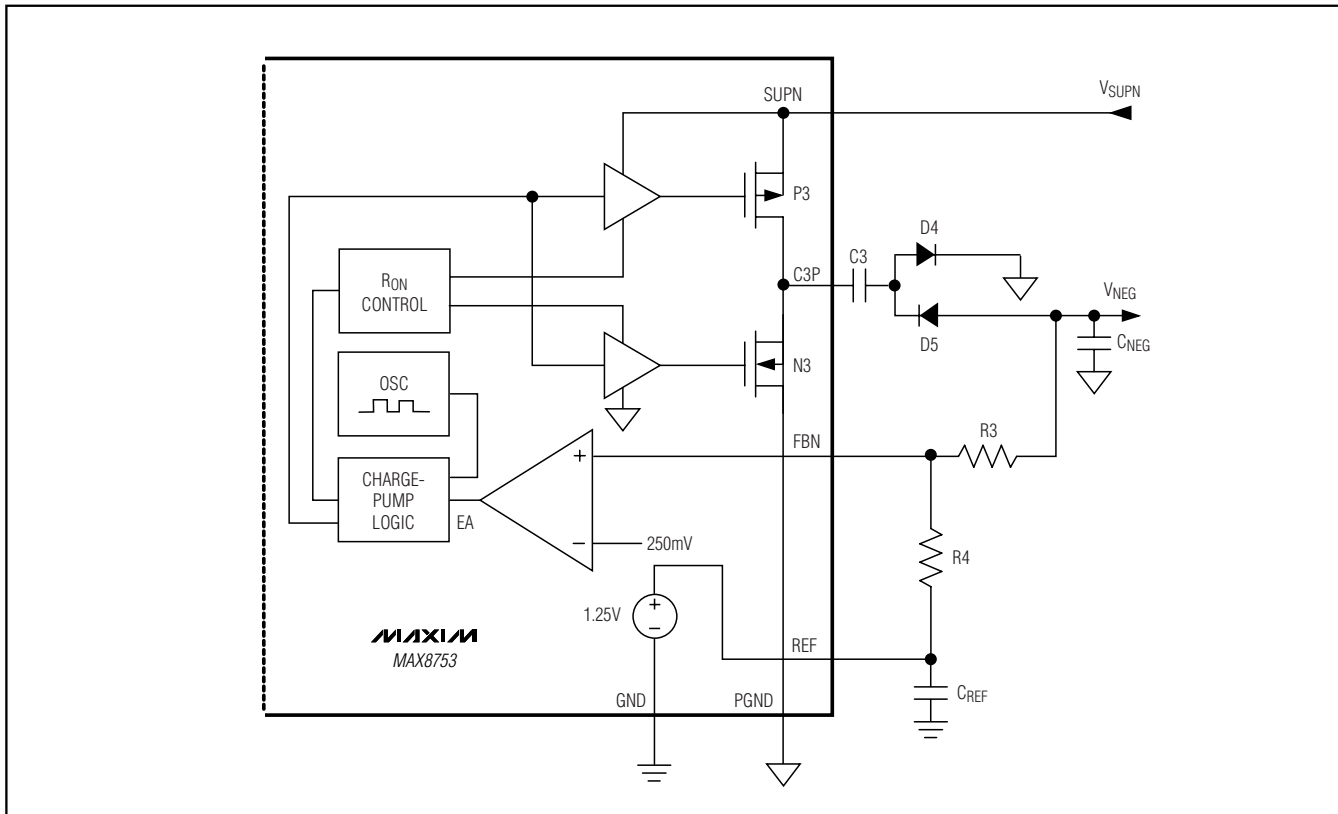 SUPN
VSUPN
P3
D4
RON
CONTROL
C3P
C3
VNEG
D5
CNEG
N3
OSC
FBN
R3
+
CHARGE-
PUMP
LOGIC
EA
−
250mV
R4
1.25V
+
−
MAXIM
MAX8753
REF
CREF
GND
PGND